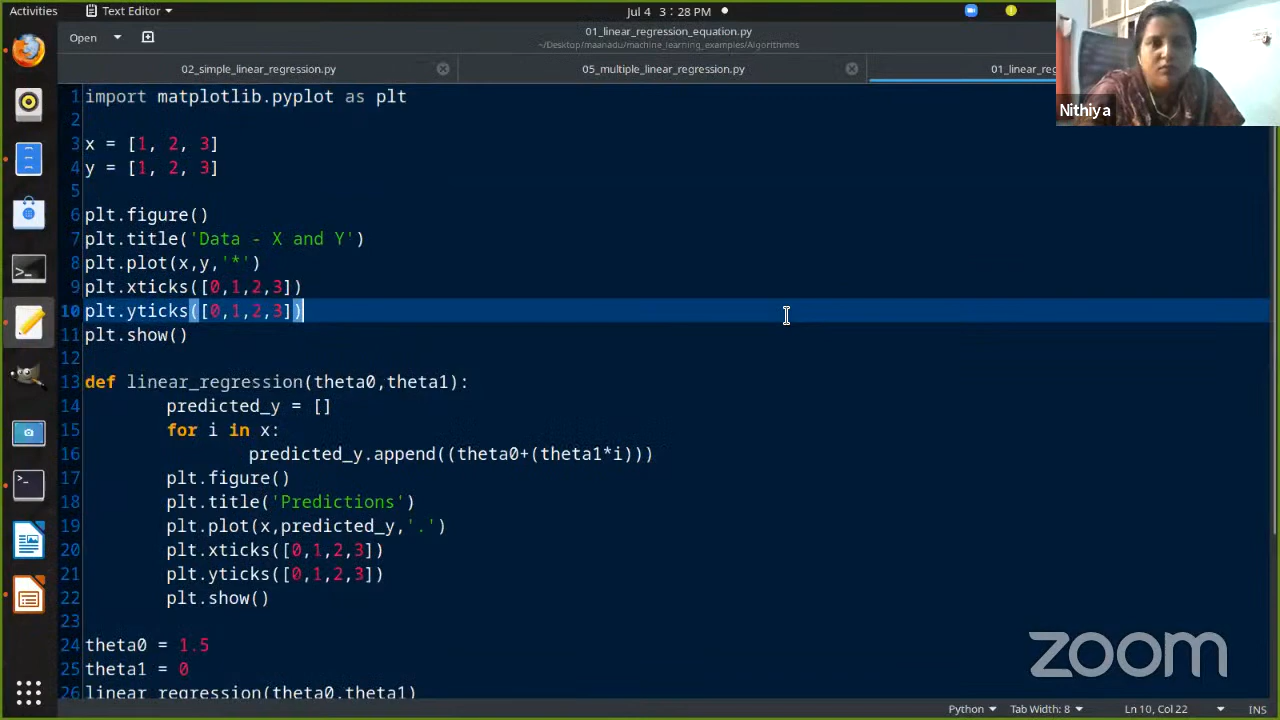 Activities
Text Editor
Jul 4 3:28 PM
Open
01_linear_regression_equation.py
~/Desktop/maanadu/machine_learning_examples/Algorithms
02_simple_linear_regression.py
05_multiple_linear_regression.py
01_linear_re
Nithiya
1 import matplotlib.pyplot as plt
2
3 x = [1, 2, 3]
4 y = [1, 2, 3]
5
6 plt.figure()
7 plt.title('Data - X and Y')
8 plt.plot(x,y,'*')
9 plt.xticks([0,1,2,3])
10 plt.yticks([0,1,2,3])
11 plt.show()
12
13 def linear_regression(theta0,theta1):
14 predicted_y = []
15 for i in x:
16 predicted_y.append((theta0+(theta1*i)))
17 plt.figure()
18 plt.title('Predictions')
19 plt.plot(x,predicted_y,'.')
20 plt.xticks([0,1,2,3])
21 plt.yticks([0,1,2,3])
22 plt.show()
23
24 theta0 = 1.5
25 theta1 = 0
26 linear_regression(theta0,theta1)
zoom
Python
Tab Width: 8
Ln 10, Col 22
INS